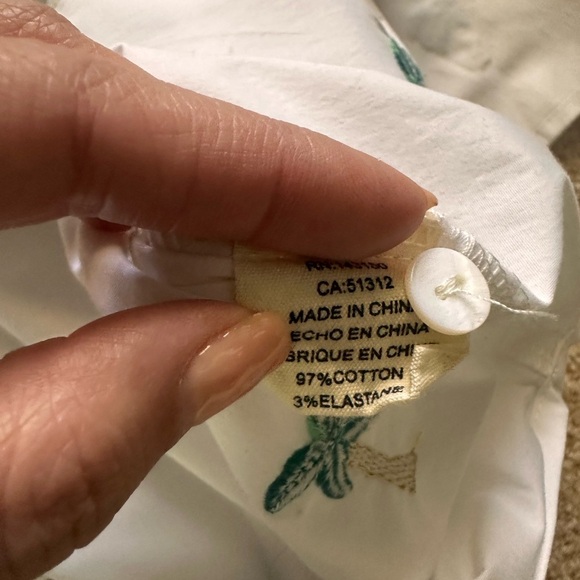 CA:51312
MADE IN CHINA
ECHO EN CHINA
BRIQUE EN CHI
97%COTTON
3%ELASTANE